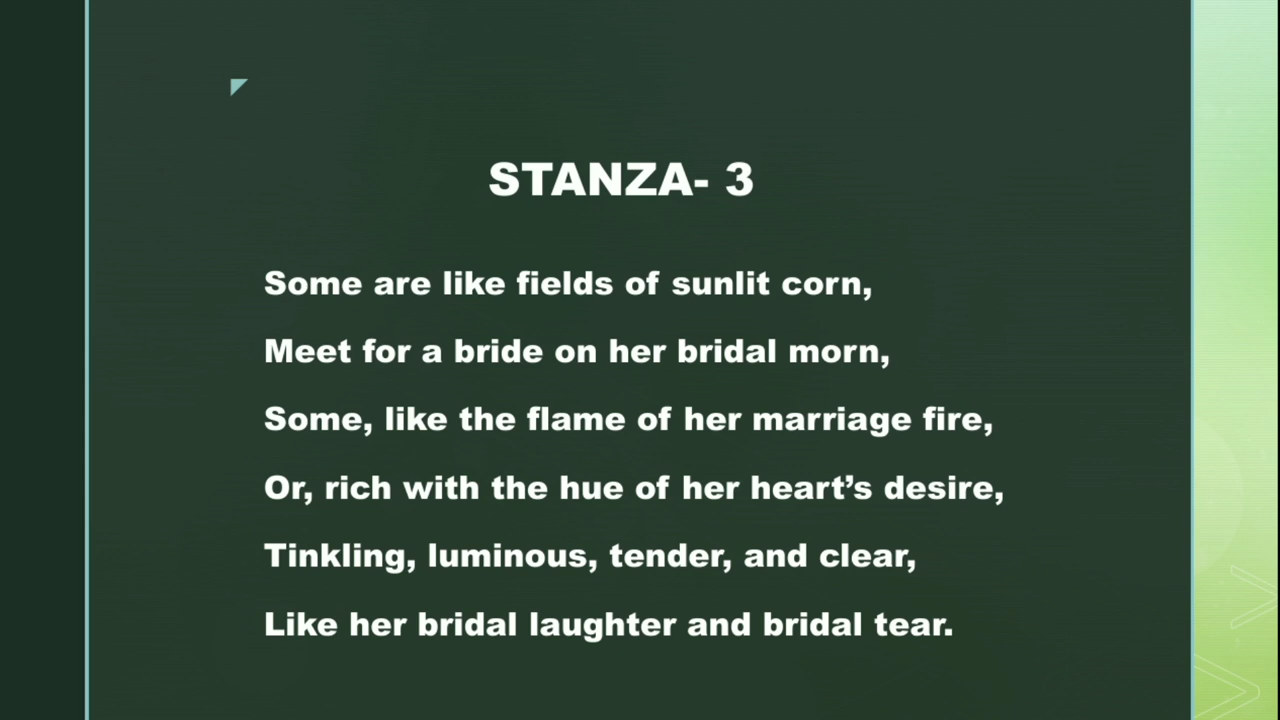 STANZA- 3
Some are like fields of sunlit corn,
Meet for a bride on her bridal morn,
Some, like the flame of her marriage fire,
Or, rich with the hue of her heart’s desire,
Tinkling, luminous, tender, and clear,
Like her bridal laughter and bridal tear.